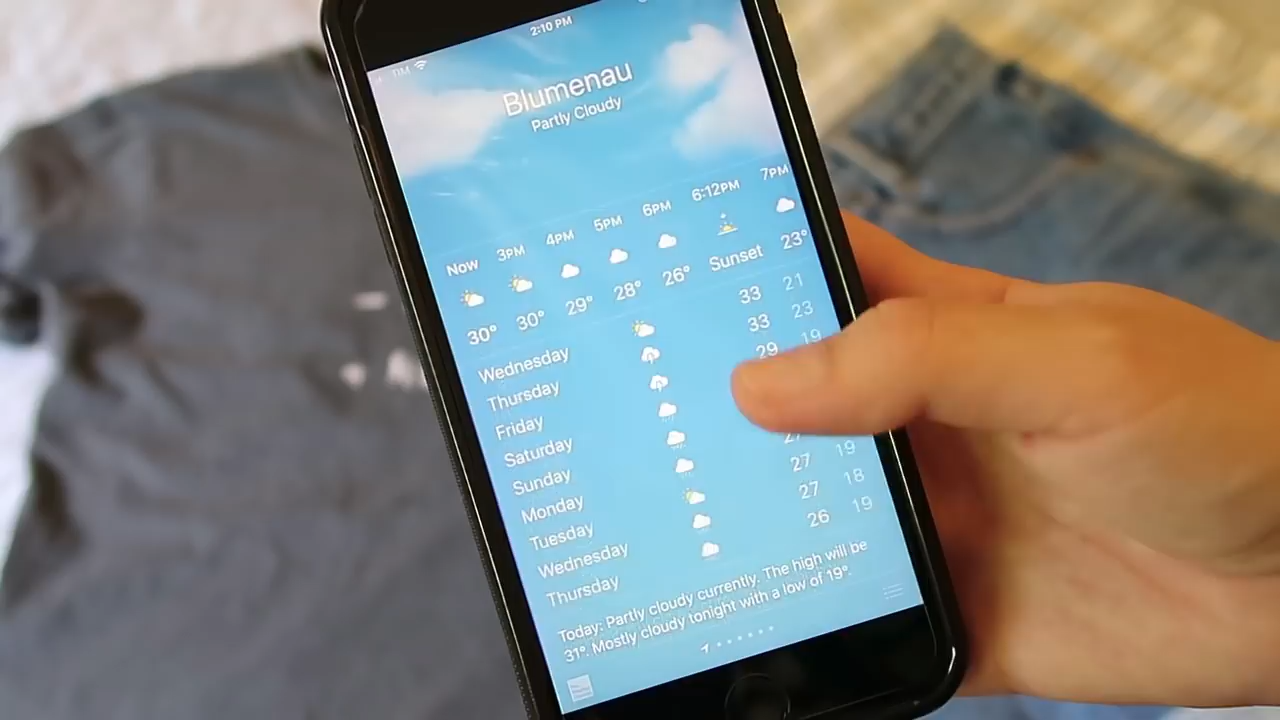 2:10 PM
TIM
Blumenau
Partly Cloudy
Now 3PM 4PM 5PM 6PM 6:12PM 7PM
30° 30° 29° 28° 26° Sunset 23°
Wednesday 33 21
Thursday 33 23
Friday 29 19
Saturday
Sunday
Monday 27
Tuesday 27 19
Wednesday 27 18
Thursday 26 19
Today: Partly cloudy currently. The high will be
31°. Mostly cloudy tonight with a low of 19°.